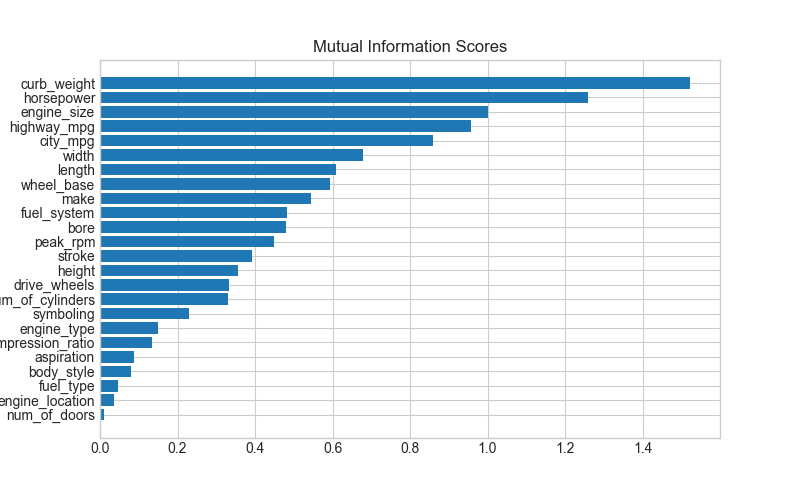 Mutual Information Scores
curb_weight
horsepower
engine_size
highway_mpg
city_mpg
width
length
wheel_base
make
fuel_system
bore
peak_rpm
stroke
height
drive_wheels
um_of_cylinders
symboling
engine_type
mpression_ratio
aspiration
body_style
fuel_type
engine_location
num_of_doors
0.0 0.2 0.4 0.6 0.8 1.0 1.2 1.4